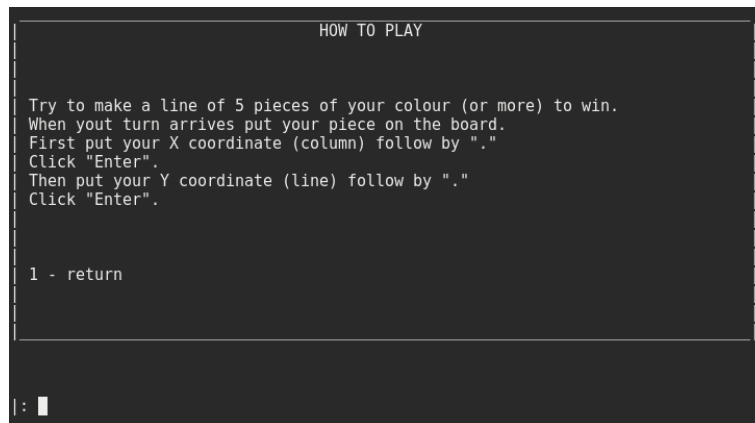 HOW TO PLAY
Try to make a line of 5 pieces of your colour (or more) to win.
When yout turn arrives put your piece on the board.
First put your X coordinate (column) follow by "."
Click "Enter".
Then put your Y coordinate (line) follow by "."
Click "Enter".
1 - return
|: